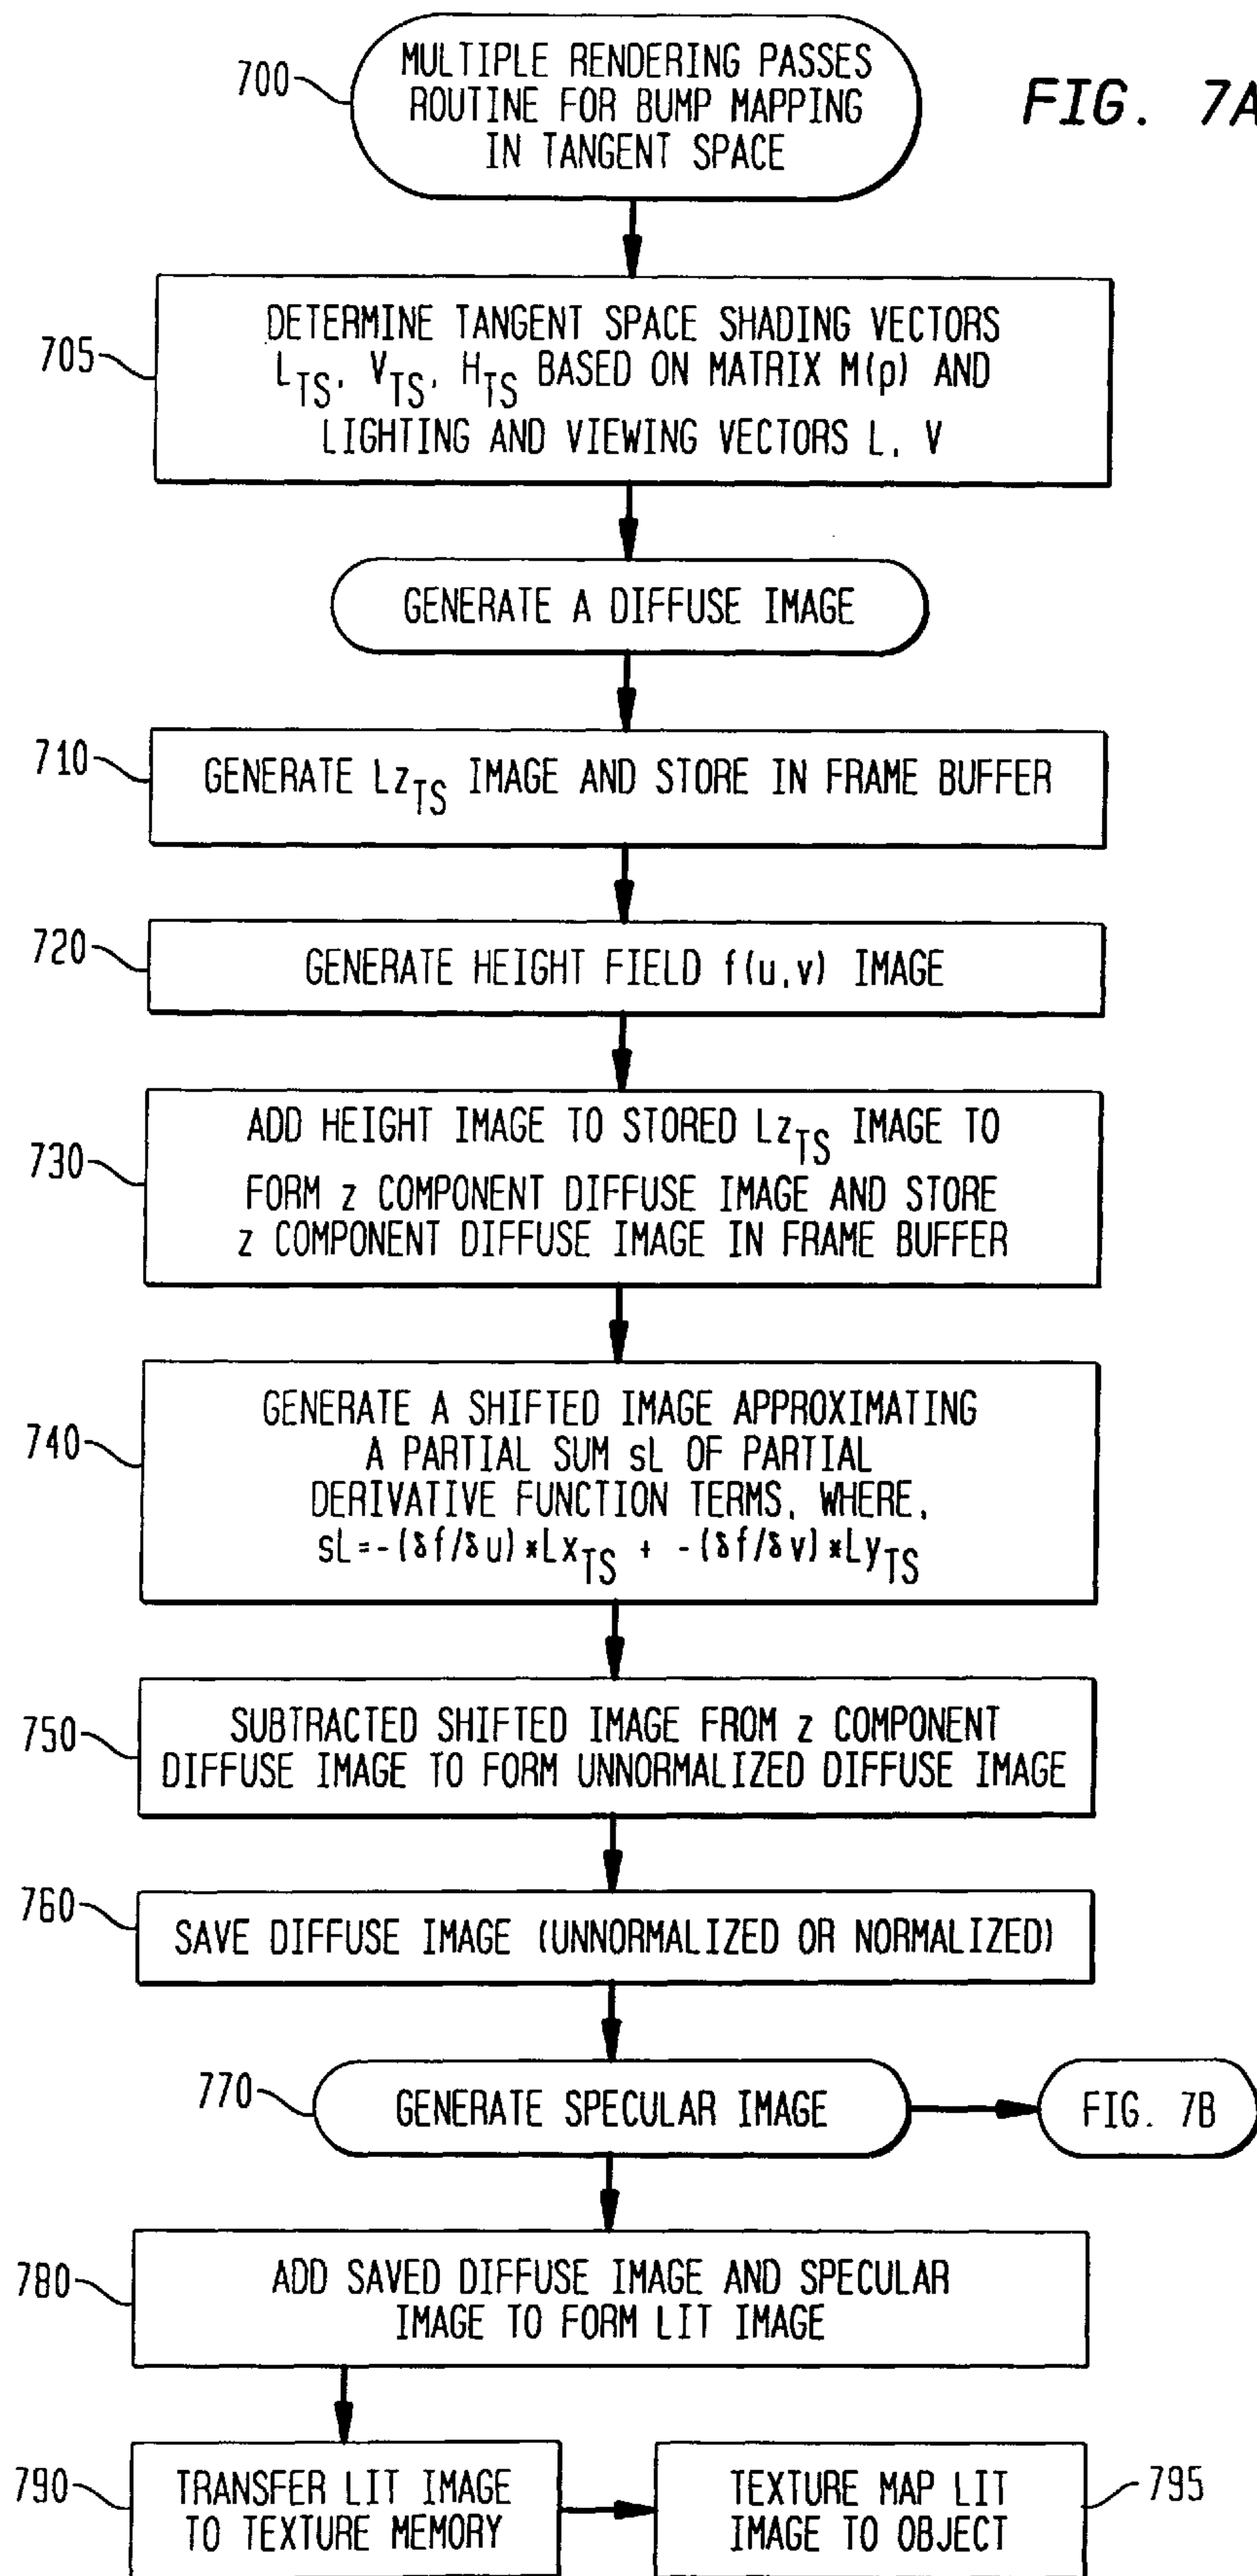 FIG. 7A
700
MULTIPLE RENDERING PASSES
ROUTINE FOR BUMP MAPPING
IN TANGENT SPACE
705
DETERMINE TANGENT SPACE SHADING VECTORS
L_TS, V_TS, H_TS BASED ON MATRIX M(p) AND
LIGHTING AND VIEWING VECTORS L, V
GENERATE A DIFFUSE IMAGE
710
GENERATE Lz_TS IMAGE AND STORE IN FRAME BUFFER
720
GENERATE HEIGHT FIELD f(u,v) IMAGE
730
ADD HEIGHT IMAGE TO STORED Lz_TS IMAGE TO
FORM z COMPONENT DIFFUSE IMAGE AND STORE
z COMPONENT DIFFUSE IMAGE IN FRAME BUFFER
740
GENERATE A SHIFTED IMAGE APPROXIMATING
A PARTIAL SUM sL OF PARTIAL
DERIVATIVE FUNCTION TERMS, WHERE,
sL=-(δf/δu)*Lx_TS + -(δf/δv)*Ly_TS
750
SUBTRACTED SHIFTED IMAGE FROM z COMPONENT
DIFFUSE IMAGE TO FORM UNNORMALIZED DIFFUSE IMAGE
760
SAVE DIFFUSE IMAGE (UNNORMALIZED OR NORMALIZED)
770
GENERATE SPECULAR IMAGE
FIG. 7B
780
ADD SAVED DIFFUSE IMAGE AND SPECULAR
IMAGE TO FORM LIT IMAGE
790
TRANSFER LIT IMAGE
TO TEXTURE MEMORY
TEXTURE MAP LIT
IMAGE TO OBJECT
795